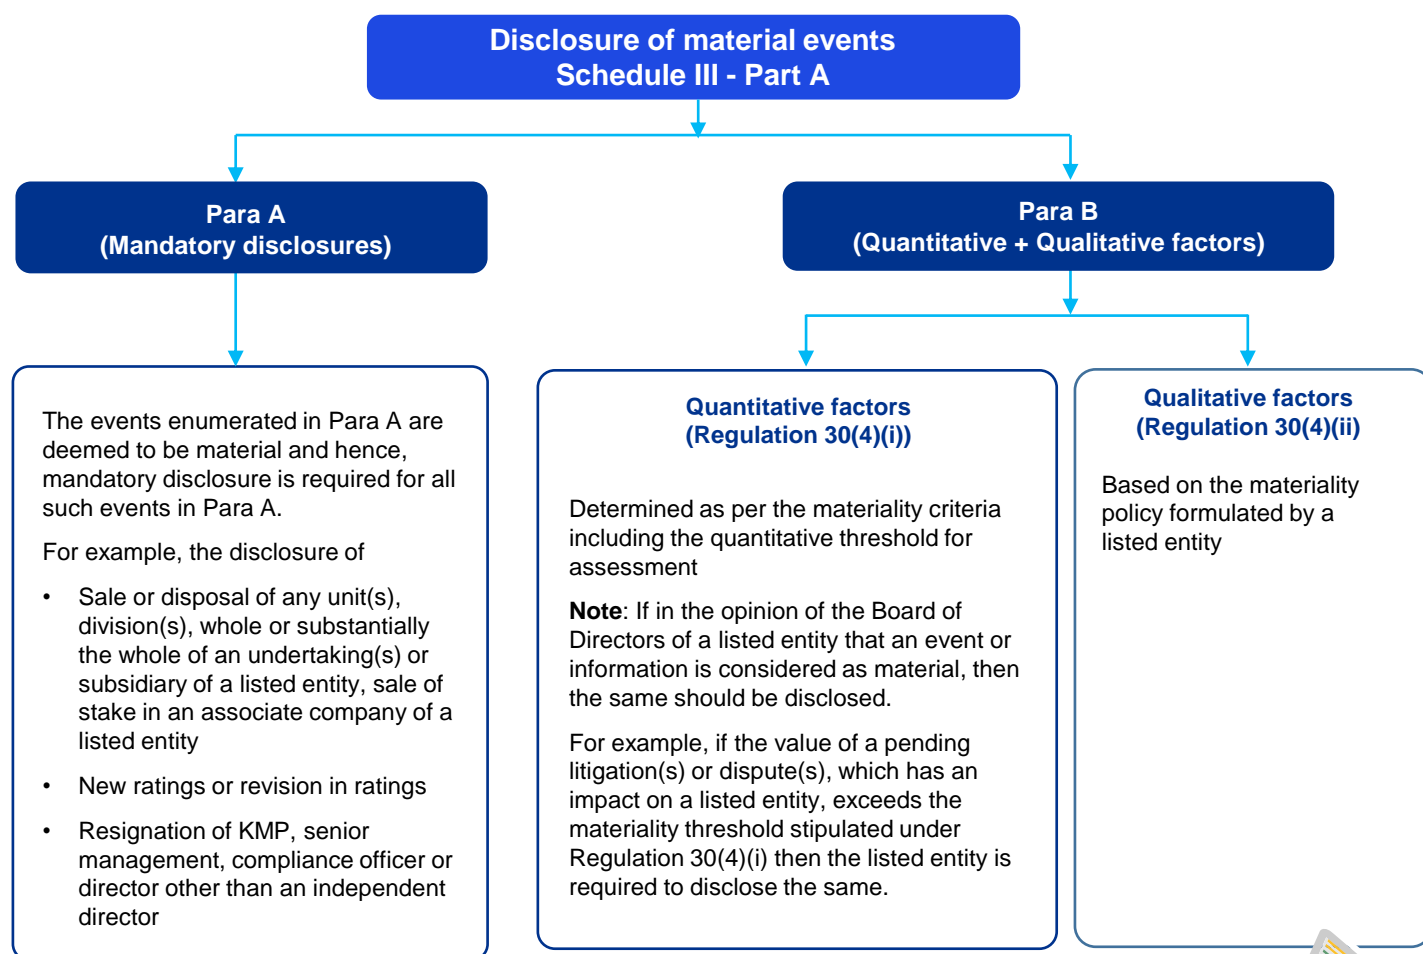 Disclosure of material events
Schedule III - Part A
Para A
(Mandatory disclosures)
Para B
(Quantitative + Qualitative factors)
The events enumerated in Para A are
deemed to be material and hence,
mandatory disclosure is required for all
such events in Para A.
For example, the disclosure of
• Sale or disposal of any unit(s),
division(s), whole or substantially
the whole of an undertaking(s) or
subsidiary of a listed entity, sale of
stake in an associate company of a
listed entity
• New ratings or revision in ratings
• Resignation of KMP, senior
management, compliance officer or
director other than an independent
director
Quantitative factors
(Regulation 30(4)(i))
Determined as per the materiality criteria
including the quantitative threshold for
assessment
Note: If in the opinion of the Board of
Directors of a listed entity that an event or
information is considered as material, then
the same should be disclosed.
For example, if the value of a pending
litigation(s) or dispute(s), which has an
impact on a listed entity, exceeds the
materiality threshold stipulated under
Regulation 30(4)(i) then the listed entity is
required to disclose the same.
Qualitative factors
(Regulation 30(4)(ii)
Based on the materiality
policy formulated by a
listed entity